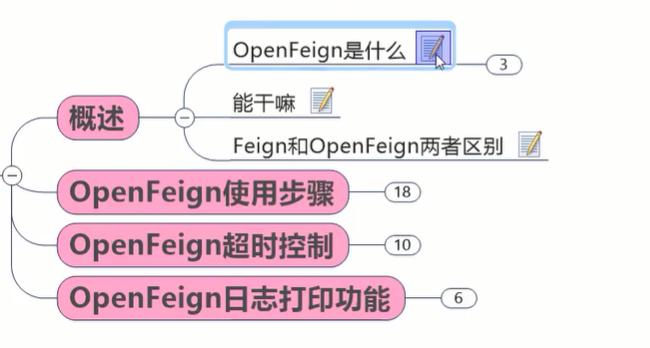 OpenFeign是什么
3
能干嘛
概述
Feign和OpenFeign两者区别
OpenFeign使用步骤
18
OpenFeign超时控制
10
OpenFeign日志打印功能
6